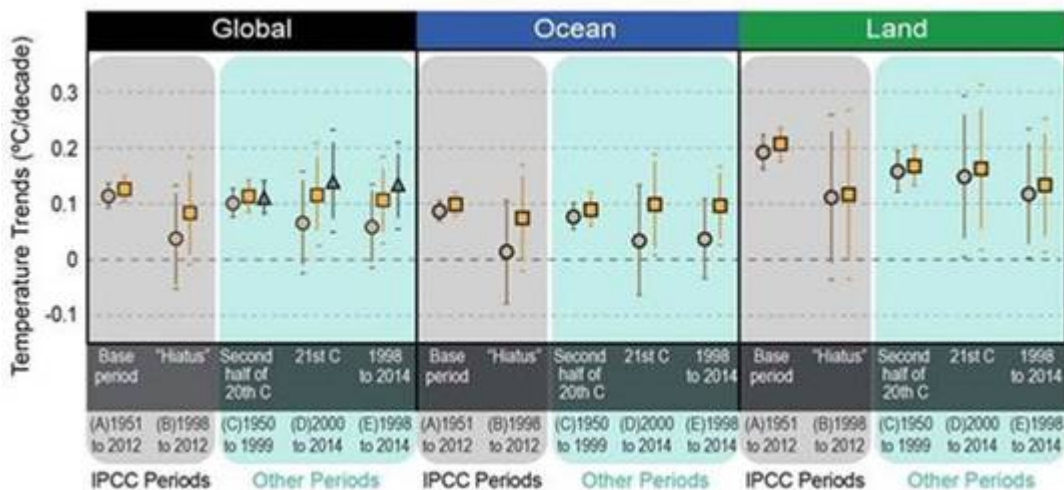 Global Ocean Land
Temperature Trends (ºC/decade)
0.3
0.2
0.1
0
-0.1
Base "Hiatus" Second 21st C 1998 Base "Hiatus" Second 21st C 1998 Base "Hiatus" Second 21st C 1998
period half of to 2014 period half of to 2014 period half of to 2014
20th C 20th C 20th C
(A)1951 (B)1998 (C)1950 (D)2000 (E)1998 (A)1951 (B)1998 (C)1950 (D)2000 (E)1998 (A)1951 (B)1998 (C)1950 (D)2000 (E)1998
to 2012 to 2012 to 1999 to 2014 to 2014 to 2012 to 2012 to 1999 to 2014 to 2014 to 2012 to 2012 to 1999 to 2014 to 2014
IPCC Periods Other Periods IPCC Periods Other Periods IPCC Periods Other Periods